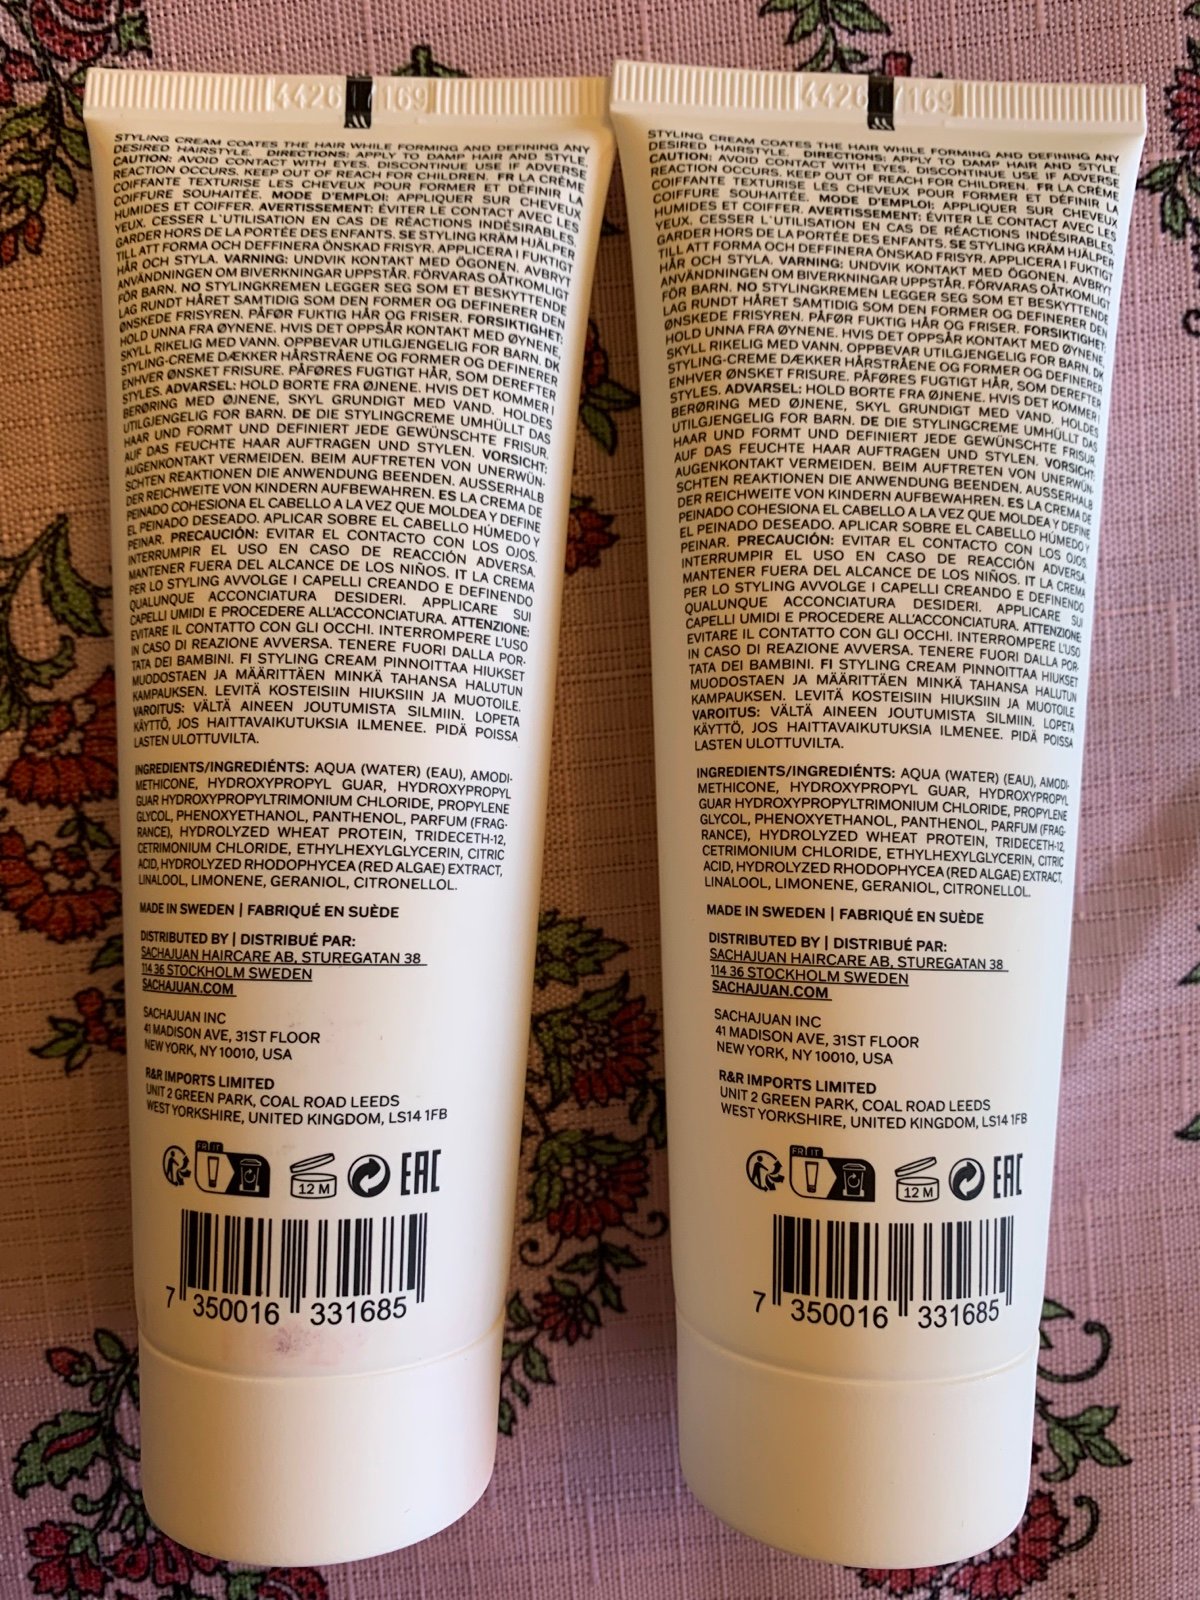 4426 7169
STYLING CREAM COATES THE HAIR WHILE FORMING AND DEFINING ANY
DESIRED HAIRSTYLE. DIRECTIONS: APPLY TO DAMP HAIR AND STYLE.
CAUTION: AVOID CONTACT WITH EYES. DISCONTINUE USE IF ADVERSE
REACTION OCCURS. KEEP OUT OF REACH FOR CHILDREN. FR LA CRÈME
COIFFANTE TEXTURISE LES CHEVEUX POUR FORMER ET DÉFINIR LA
COIFFURE SOUHAITÉE. MODE D'EMPLOI: APPLIQUER SUR CHEVEUX
HUMIDES ET COIFFER. AVERTISSEMENT: ÉVITER LE CONTACT AVEC LES
YEUX. CESSER L`UTILISATION EN CAS DE RÉACTIONS INDÉSIRABLES.
GARDER HORS DE LA PORTÉE DES ENFANTS. SE STYLING KRÄM HJÄLPER
TILL ATT FORMA OCH DEFFINERA ÖNSKAD FRISYR. APPLICERA I FUKTIGT
HÅR OCH STYLA. VARNING: UNDVIK KONTAKT MED ÖGONEN. AVBRYT
ANVÄNDNINGEN OM BIVERKNINGAR UPPSTÅR. FÖRVARAS OÅTKOMLIGT
FÖR BARN. NO STYLINGKREMEN LEGGER SEG SOM ET BESKYTTENDE
LAG RUNDT HÅRET SAMTIDIG SOM DEN FORMER OG DEFINERER DEN
ØNSKEDE FRISYREN. PÅFØR FUKTIG HÅR OG FRISER. FORSIKTIGHET:
HOLD UNNA FRA ØYNENE. HVIS DET OPPSÅR KONTAKT MED ØYNENE,
SKYLL RIKELIG MED VANN. OPPBEVAR UTILGJENGELIG FOR BARN. DK
STYLING-CREME DÆKKER HÅRSTRÅENE OG FORMER OG DEFINERER
ENHVER ØNSKET FRISURE. PÅFØRES FUGTIGT HÅR, SOM DEREFTER
STYLES. ADVARSEL: HOLD BORTE FRA ØJNENE. HVIS DET KOMMER I
BERØRING MED ØJNENE, SKYL GRUNDIGT MED VAND. HOLDES
UTILGJENGELIG FOR BARN. DE DIE STYLINGCREME UMHÜLLT DAS
HAAR UND FORMT UND DEFINIERT JEDE GEWÜNSCHTE FRISUR.
AUF DAS FEUCHTE HAAR AUFTRAGEN UND STYLEN. VORSICHT:
AUGENKONTAKT VERMEIDEN. BEIM AUFTRETEN VON UNERWÜN-
SCHTEN REAKTIONEN DIE ANWENDUNG BEENDEN. AUSSERHALB
DER REICHWEITE VON KINDERN AUFBEWAHREN. ES LA CREMA DE
PEINADO COHESIONA EL CABELLO A LA VEZ QUE MOLDEA Y DEFINE
EL PEINADO DESEADO. APLICAR SOBRE EL CABELLO HÚMEDO Y
PEINAR. PRECAUCIÓN: EVITAR EL CONTACTO CON LOS OJOS.
INTERRUMPIR EL USO EN CASO DE REACCIÓN ADVERSA.
MANTENER FUERA DEL ALCANCE DE LOS NIÑOS. IT LA CREMA
PER LO STYLING AVVOLGE I CAPELLI CREANDO E DEFINENDO
QUALUNQUE ACCONCIATURA DESIDERI. APPLICARE SUI
CAPELLI UMIDI E PROCEDERE ALL'ACCONCIATURA. ATTENZIONE:
EVITARE IL CONTATTO CON GLI OCCHI. INTERROMPERE L'USO
IN CASO DI REAZIONE AVVERSA. TENERE FUORI DALLA POR-
TATA DEI BAMBINI. FI STYLING CREAM PINNOITTAA HIUKSET
MUODOSTAEN JA MÄÄRITTÄEN MINKÄ TAHANSA HALUTUN
KAMPAUKSEN. LEVITÄ KOSTEISIIN HIUKSIIN JA MUOTOILE.
VAROITUS: VÄLTÄ AINEEN JOUTUMISTA SILMIIN. LOPETA
KÄYTTÖ, JOS HAITTAVAIKUTUKSIA ILMENEE. PIDÄ POISSA
LASTEN ULOTTUVILTA.
INGREDIENTS/INGREDIÉNTS: AQUA (WATER) (EAU), AMODI-
METHICONE, HYDROXYPROPYL GUAR, HYDROXYPROPYL
GUAR HYDROXYPROPYLTRIMONIUM CHLORIDE, PROPYLENE
GLYCOL, PHENOXYETHANOL, PANTHENOL, PARFUM (FRAG-
RANCE), HYDROLYZED WHEAT PROTEIN, TRIDECETH-12,
CETRIMONIUM CHLORIDE, ETHYLHEXYLGLYCERIN, CITRIC
ACID, HYDROLYZED RHODOPHYCEA (RED ALGAE) EXTRACT,
LINALOOL, LIMONENE, GERANIOL, CITRONELLOL.
MADE IN SWEDEN | FABRIQUÉ EN SUÈDE
DISTRIBUTED BY | DISTRIBUÉ PAR:
SACHAJUAN HAIRCARE AB, STUREGATAN 38
114 36 STOCKHOLM SWEDEN
SACHAJUAN.COM
SACHAJUAN INC
41 MADISON AVE, 31ST FLOOR
NEW YORK, NY 10010, USA
R&R IMPORTS LIMITED
UNIT 2 GREEN PARK, COAL ROAD LEEDS
WEST YORKSHIRE, UNITED KINGDOM, LS14 1FB
FR IT
12 M
EAC
7 350016 331685
4426 7169
STYLING CREAM COATES THE HAIR WHILE FORMING AND DEFINING ANY
DESIRED HAIRSTYLE. DIRECTIONS: APPLY TO DAMP HAIR AND STYLE.
CAUTION: AVOID CONTACT WITH EYES. DISCONTINUE USE IF ADVERSE
REACTION OCCURS. KEEP OUT OF REACH FOR CHILDREN. FR LA CRÈME
COIFFANTE TEXTURISE LES CHEVEUX POUR FORMER ET DÉFINIR LA
COIFFURE SOUHAITÉE. MODE D'EMPLOI: APPLIQUER SUR CHEVEUX
HUMIDES ET COIFFER. AVERTISSEMENT: ÉVITER LE CONTACT AVEC LES
YEUX. CESSER L`UTILISATION EN CAS DE RÉACTIONS INDÉSIRABLES.
GARDER HORS DE LA PORTÉE DES ENFANTS. SE STYLING KRÄM HJÄLPER
TILL ATT FORMA OCH DEFFINERA ÖNSKAD FRISYR. APPLICERA I FUKTIGT
HÅR OCH STYLA. VARNING: UNDVIK KONTAKT MED ÖGONEN. AVBRYT
ANVÄNDNINGEN OM BIVERKNINGAR UPPSTÅR. FÖRVARAS OÅTKOMLIGT
FÖR BARN. NO STYLINGKREMEN LEGGER SEG SOM ET BESKYTTENDE
LAG RUNDT HÅRET SAMTIDIG SOM DEN FORMER OG DEFINERER DEN
ØNSKEDE FRISYREN. PÅFØR FUKTIG HÅR OG FRISER. FORSIKTIGHET:
HOLD UNNA FRA ØYNENE. HVIS DET OPPSÅR KONTAKT MED ØYNENE,
SKYLL RIKELIG MED VANN. OPPBEVAR UTILGJENGELIG FOR BARN. DK
STYLING-CREME DÆKKER HÅRSTRÅENE OG FORMER OG DEFINERER
ENHVER ØNSKET FRISURE. PÅFØRES FUGTIGT HÅR, SOM DEREFTER
STYLES. ADVARSEL: HOLD BORTE FRA ØJNENE. HVIS DET KOMMER I
BERØRING MED ØJNENE, SKYL GRUNDIGT MED VAND. HOLDES
UTILGJENGELIG FOR BARN. DE DIE STYLINGCREME UMHÜLLT DAS
HAAR UND FORMT UND DEFINIERT JEDE GEWÜNSCHTE FRISUR.
AUF DAS FEUCHTE HAAR AUFTRAGEN UND STYLEN. VORSICHT:
AUGENKONTAKT VERMEIDEN. BEIM AUFTRETEN VON UNERWÜN-
SCHTEN REAKTIONEN DIE ANWENDUNG BEENDEN. AUSSERHALB
DER REICHWEITE VON KINDERN AUFBEWAHREN. ES LA CREMA DE
PEINADO COHESIONA EL CABELLO A LA VEZ QUE MOLDEA Y DEFINE
EL PEINADO DESEADO. APLICAR SOBRE EL CABELLO HÚMEDO Y
PEINAR. PRECAUCIÓN: EVITAR EL CONTACTO CON LOS OJOS.
INTERRUMPIR EL USO EN CASO DE REACCIÓN ADVERSA.
MANTENER FUERA DEL ALCANCE DE LOS NIÑOS. IT LA CREMA
PER LO STYLING AVVOLGE I CAPELLI CREANDO E DEFINENDO
QUALUNQUE ACCONCIATURA DESIDERI. APPLICARE SUI
CAPELLI UMIDI E PROCEDERE ALL'ACCONCIATURA. ATTENZIONE:
EVITARE IL CONTATTO CON GLI OCCHI. INTERROMPERE L'USO
IN CASO DI REAZIONE AVVERSA. TENERE FUORI DALLA POR-
TATA DEI BAMBINI. FI STYLING CREAM PINNOITTAA HIUKSET
MUODOSTAEN JA MÄÄRITTÄEN MINKÄ TAHANSA HALUTUN
KAMPAUKSEN. LEVITÄ KOSTEISIIN HIUKSIIN JA MUOTOILE.
VAROITUS: VÄLTÄ AINEEN JOUTUMISTA SILMIIN. LOPETA
KÄYTTÖ, JOS HAITTAVAIKUTUKSIA ILMENEE. PIDÄ POISSA
LASTEN ULOTTUVILTA.
INGREDIENTS/INGREDIÉNTS: AQUA (WATER) (EAU), AMODI-
METHICONE, HYDROXYPROPYL GUAR, HYDROXYPROPYL
GUAR HYDROXYPROPYLTRIMONIUM CHLORIDE, PROPYLENE
GLYCOL, PHENOXYETHANOL, PANTHENOL, PARFUM (FRAG-
RANCE), HYDROLYZED WHEAT PROTEIN, TRIDECETH-12,
CETRIMONIUM CHLORIDE, ETHYLHEXYLGLYCERIN, CITRIC
ACID, HYDROLYZED RHODOPHYCEA (RED ALGAE) EXTRACT,
LINALOOL, LIMONENE, GERANIOL, CITRONELLOL.
MADE IN SWEDEN | FABRIQUÉ EN SUÈDE
DISTRIBUTED BY | DISTRIBUÉ PAR:
SACHAJUAN HAIRCARE AB, STUREGATAN 38
114 36 STOCKHOLM SWEDEN
SACHAJUAN.COM
SACHAJUAN INC
41 MADISON AVE, 31ST FLOOR
NEW YORK, NY 10010, USA
R&R IMPORTS LIMITED
UNIT 2 GREEN PARK, COAL ROAD LEEDS
WEST YORKSHIRE, UNITED KINGDOM, LS14 1FB
FR IT
12 M
EAC
7 350016 331685